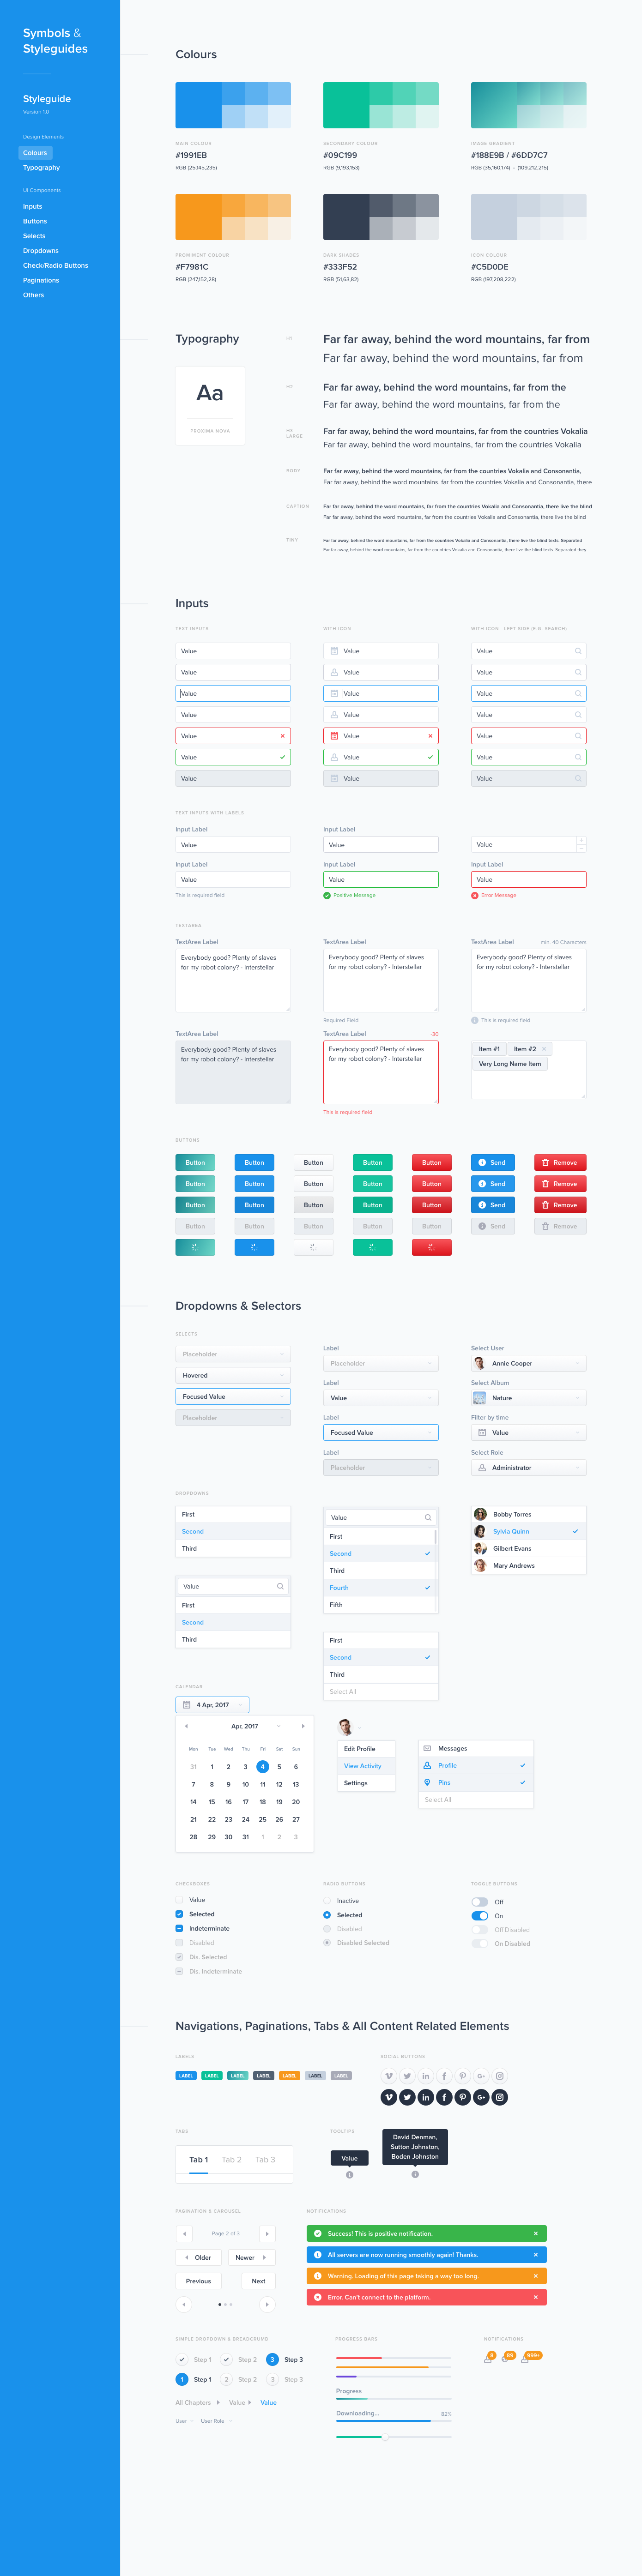 Symbols &
Styleguides
Styleguide
Version 1.0
Design Elements
Colours
Typography
UI Components
Inputs
Buttons
Selects
Dropdowns
Check/Radio Buttons
Paginations
Others
Colours
MAIN COLOUR
#1991EB
RGB (25,145,235)
SECONDARY COLOUR
#09C199
RGB (9,193,153)
IMAGE GRADIENT
#188E9B / #6DD7C7
RGB (35,160,174) - (109,212,215)
PROMINENT COLOUR
#F7981C
RGB (247,152,28)
DARK SHADES
#333F52
RGB (51,63,82)
ICON COLOUR
#C5D0DE
RGB (197,208,222)
Typography
Aa
PROXIMA NOVA
H1
Far far away, behind the word mountains, far from
Far far away, behind the word mountains, far from
H2
Far far away, behind the word mountains, far from the
Far far away, behind the word mountains, far from the
H3
LARGE
Far far away, behind the word mountains, far from the countries Vokalia
Far far away, behind the word mountains, far from the countries Vokalia
BODY
Far far away, behind the word mountains, far from the countries Vokalia and Consonantia,
Far far away, behind the word mountains, far from the countries Vokalia and Consonantia, there
CAPTION
Far far away, behind the word mountains, far from the countries Vokalia and Consonantia, there live the blind
Far far away, behind the word mountains, far from the countries Vokalia and Consonantia, there live the blind
TINY
Far far away, behind the word mountains, far from the countries Vokalia and Consonantia, there live the blind texts. Separated
Far far away, behind the word mountains, far from the countries Vokalia and Consonantia, there live the blind texts. Separated they
Inputs
TEXT INPUTS
Value
Value
Value
Value
Value
Value
Value
WITH ICON
Value
Value
Value
Value
Value
Value
Value
WITH ICON - LEFT SIDE (E.G. SEARCH)
Value
Value
Value
Value
Value
Value
Value
TEXT INPUTS WITH LABELS
Input Label
Value
Input Label
Value
Value
Input Label
Value
This is required field
Input Label
Value
Positive Message
Input Label
Value
Error Message
TEXTAREA
TextArea Label
Everybody good? Plenty of slaves
for my robot colony? - Interstellar
TextArea Label
Everybody good? Plenty of slaves
for my robot colony? - Interstellar
Required Field
TextArea Label
min. 40 Characters
Everybody good? Plenty of slaves
for my robot colony? - Interstellar
This is required field
TextArea Label
Everybody good? Plenty of slaves
for my robot colony? - Interstellar
TextArea Label
-30
Everybody good? Plenty of slaves
for my robot colony? - Interstellar
This is required field
Item #1
Item #2
Very Long Name Item
BUTTONS
Button Button Button Button Button Send Remove
Button Button Button Button Button Send Remove
Button Button Button Button Button Send Remove
Button Button Button Button Button Send Remove
Dropdowns & Selectors
SELECTS
Placeholder
Hovered
Focused Value
Placeholder
Label
Placeholder
Label
Value
Label
Focused Value
Label
Placeholder
Select User
Annie Cooper
Select Album
Nature
Filter by time
Value
Select Role
Administrator
DROPDOWNS
First
Second
Third
Value
First
Second
Third
Value
First
Second
Third
Fourth
Fifth
First
Second
Third
Select All
Bobby Torres
Sylvia Quinn
Gilbert Evans
Mary Andrews
CALENDAR
4 Apr, 2017
Apr, 2017
Mon Tue Wed Thu Fri Sat Sun
31 1 2 3 4 5 6
7 8 9 10 11 12 13
14 15 16 17 18 19 20
21 22 23 24 25 26 27
28 29 30 31 1 2 3
Edit Profile
View Activity
Settings
Messages
Profile
Pins
Select All
CHECKBOXES
Value
Selected
Indeterminate
Disabled
Dis. Selected
Dis. Indeterminate
RADIO BUTTONS
Inactive
Selected
Disabled
Disabled Selected
TOGGLE BUTTONS
Off
On
Off Disabled
On Disabled
Navigations, Paginations, Tabs & All Content Related Elements
LABELS
LABEL LABEL LABEL LABEL LABEL LABEL LABEL
SOCIAL BUTTONS
TABS
Tab 1 Tab 2 Tab 3
TOOLTIPS
Value
David Denman,
Sutton Johnston,
Boden Johnston
PAGINATION & CAROUSEL
Page 2 of 3
Older
Newer
Previous
Next
NOTIFICATIONS
Success! This is positive notification.
All servers are now running smoothly again! Thanks.
Warning. Loading of this page taking a way too long.
Error. Can't connect to the platform.
SIMPLE DROPDOWN & BREADCRUMB
Step 1 Step 2 3 Step 3
1 Step 1 2 Step 2 3 Step 3
All Chapters Value Value
User User Role
PROGRESS BARS
Progress
Downloading...
82%
NOTIFICATIONS
8 69 999+